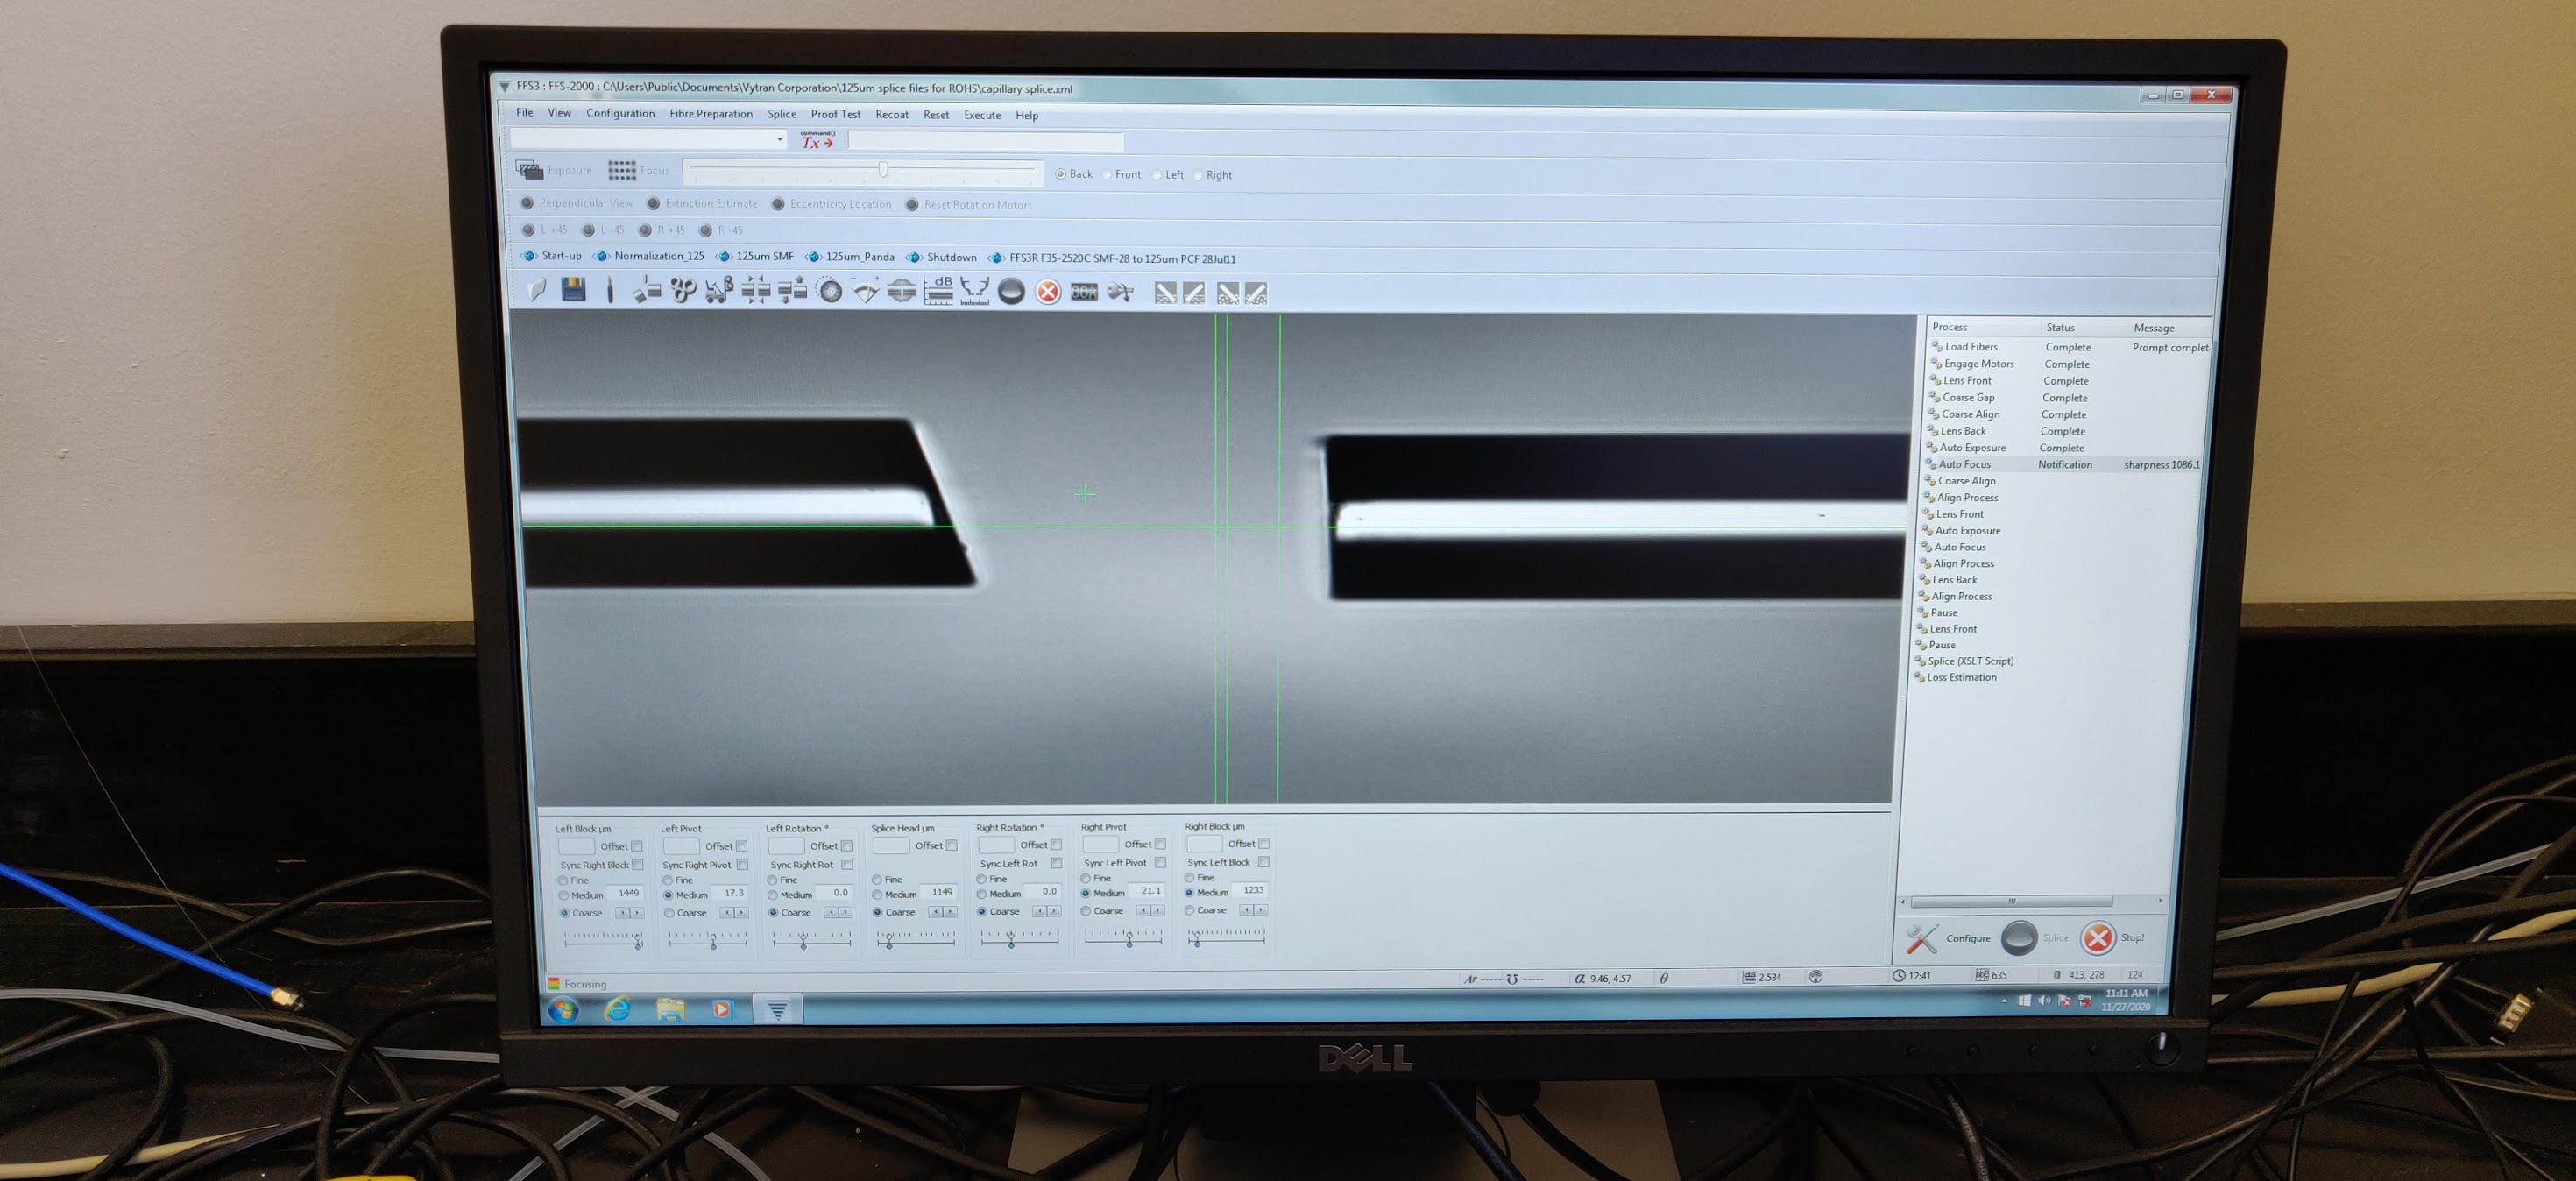 FFS3 : FFS-2000 : C:\Users\Public\Documents\Vytran Corporation\125um splice files for ROHS\capillary splice.xml
File View Configuration Fibre Preparation Splice Proof Test Recoat Reset Execute Help
command() Tx
Exposure Focus Back Front Left Right
Perpendicular View Extinction Estimate Eccentricity Location Reset Rotation Motors
L +45 L -45 R +45 R -45
Start-up Normalization_125 125um SMF 125um_Panda Shutdown FFS3R F35-2520C SMF-28 to 125um PCF 28Jul11
dB
Process Status Message
Load Fibers Complete Prompt complet
Engage Motors Complete
Lens Front Complete
Coarse Gap Complete
Coarse Align Complete
Lens Back Complete
Auto Exposure Complete
Auto Focus Notification sharpness 1086.1
Coarse Align
Align Process
Lens Front
Auto Exposure
Auto Focus
Align Process
Lens Back
Align Process
Pause
Lens Front
Pause
Splice (XSLT Script)
Loss Estimation
Left Block µm Left Pivot Left Rotation ° Splice Head µm Right Rotation ° Right Pivot Right Block µm
Offset Offset Offset Offset Offset Offset Offset
Sync Right Block Sync Right Pivot Sync Right Rot Sync Left Rot Sync Left Pivot Sync Left Block
Fine Fine Fine Fine Fine Fine Fine
Medium 1449 Medium 17.3 Medium 0.0 Medium 1149 Medium 0.0 Medium 21.1 Medium 1233
Coarse Coarse Coarse Coarse Coarse Coarse Coarse
Configure Splice Stop!
Focusing Ar ----- ----- α 9.46, 4.57 θ 2.534 12:41 635 413, 278 124
11:11 AM
11/27/2020
DELL